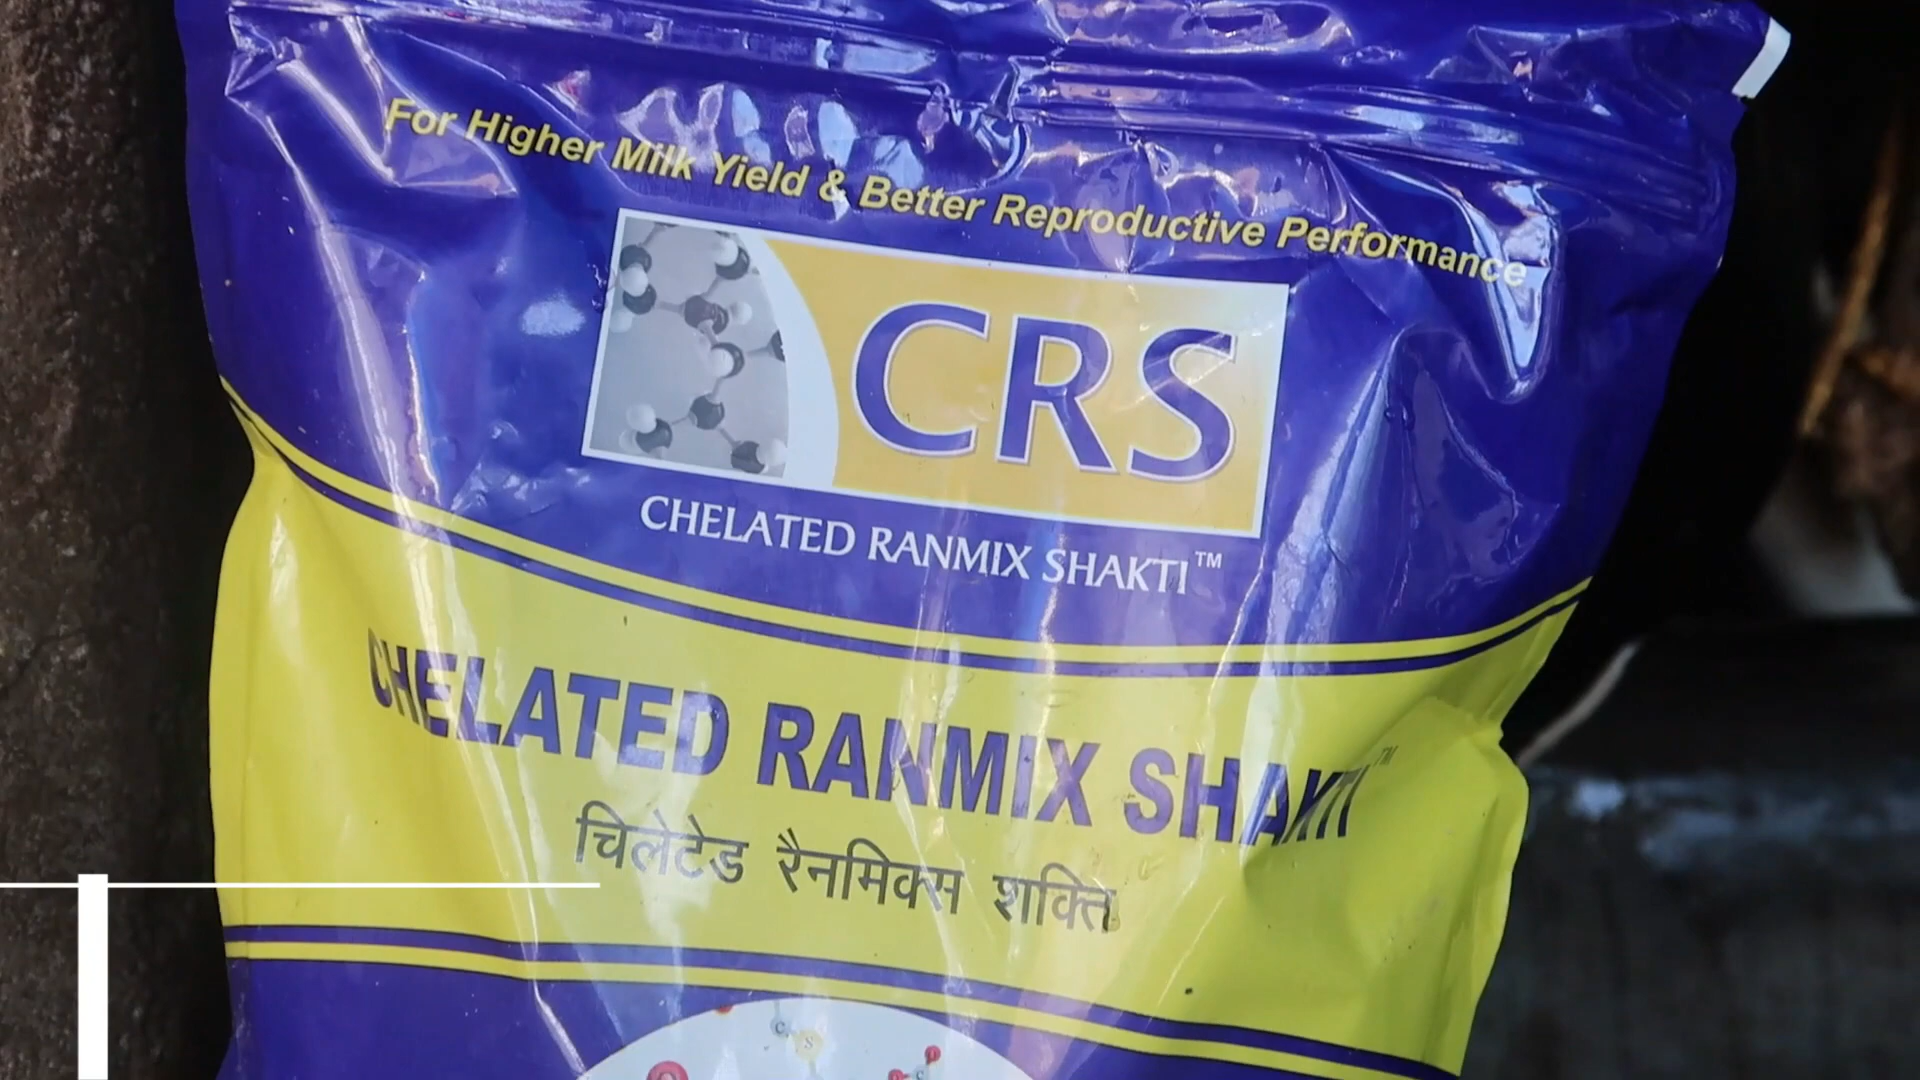 For Higher Milk Yield & Better Reproductive Performance
CRS
CHELATED RANMIX SHAKTI™
CHELATED RANMIX SHAKTI™
चिलेटेड रैनमिक्स शक्ति
C S
C